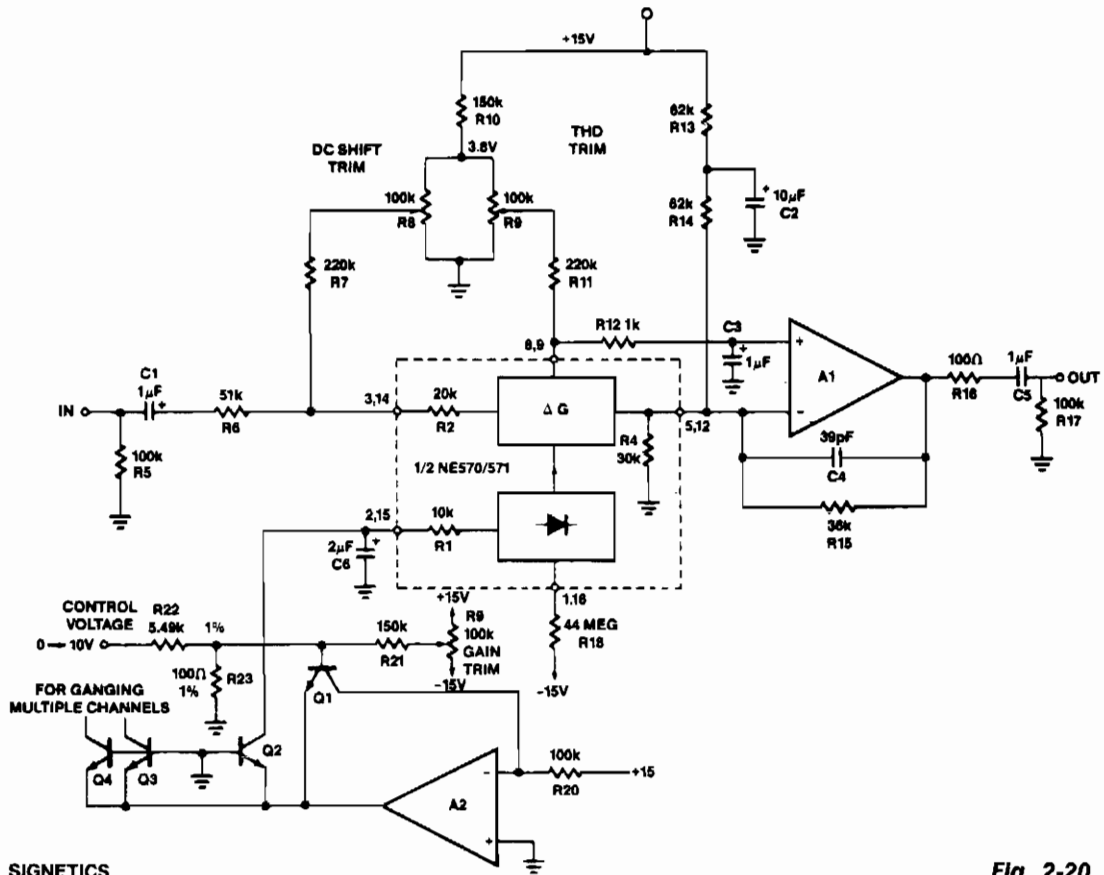 +15V
150k
R10
THD
TRIM
62k
R13
DC SHIFT
TRIM
3.8V
100k
R8
100k
R9
62k
R14
+
10µF
C2
220k
R7
220k
R11
R12 1k
C3
+
1µF
8,9
+
A1
−
100Ω
R16
1µF
C5
OUT
100k
R17
C1
1µF
+
IN
51k
R6
3,14
20k
R2
Δ G
5,12
R4
30k
39pF
C4
36k
R15
100k
R5
1/2 NE570/571
2,15
10k
R1
2µF
C6
+
+15V
1,16
CONTROL
VOLTAGE
0→10V
R22
5.49k
1%
150k
R21
R9
100k
GAIN
TRIM
−15V
44 MEG
R18
−15V
100Ω
1%
R23
FOR GANGING
MULTIPLE CHANNELS
Q1
Q4
Q3
Q2
A2
−
+
100k
R20
+15
SIGNETICS
Fig. 2-20